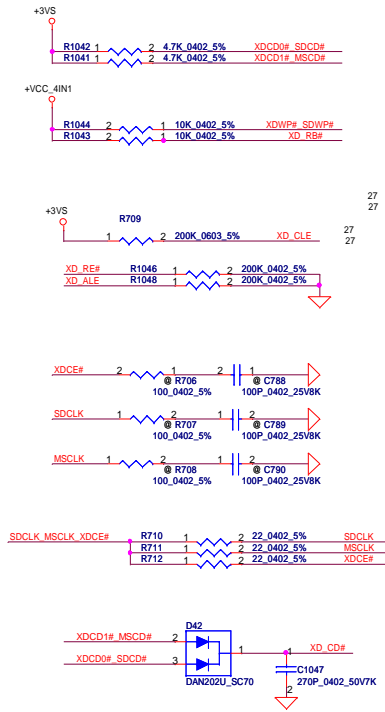 +3VS
R1042 1 2 4.7K_0402_5% XDCD0#_SDCD#
R1041 1 2 4.7K_0402_5% XDCD1#_MSCD#
+VCC_4IN1
R1044 2 1 10K_0402_5% XDWP#_SDWP#
R1043 2 1 10K_0402_5% XD_RB#
27
27
+3VS
R709
27
27
1 2 200K_0603_5% XD_CLE
XD_RE# R1046 1 2 200K_0402_5%
XD_ALE R1048 1 2 200K_0402_5%
XDCE# 2 1 2 1
@ R706 @ C788
100_0402_5% 100P_0402_25V8K
SDCLK 1 2 1 2
@ R707 @ C789
100_0402_5% 100P_0402_25V8K
MSCLK 1 2 1 2
@ R708 @ C790
100_0402_5% 100P_0402_25V8K
SDCLK_MSCLK_XDCE# R710 1 2 22_0402_5% SDCLK
R711 1 2 22_0402_5% MSCLK
R712 1 2 22_0402_5% XDCE#
D42
XDCD1#_MSCD# 2
1 1 XD_CD#
XDCD0#_SDCD# 3
C1047
DAN202U_SC70
270P_0402_50V7K
2